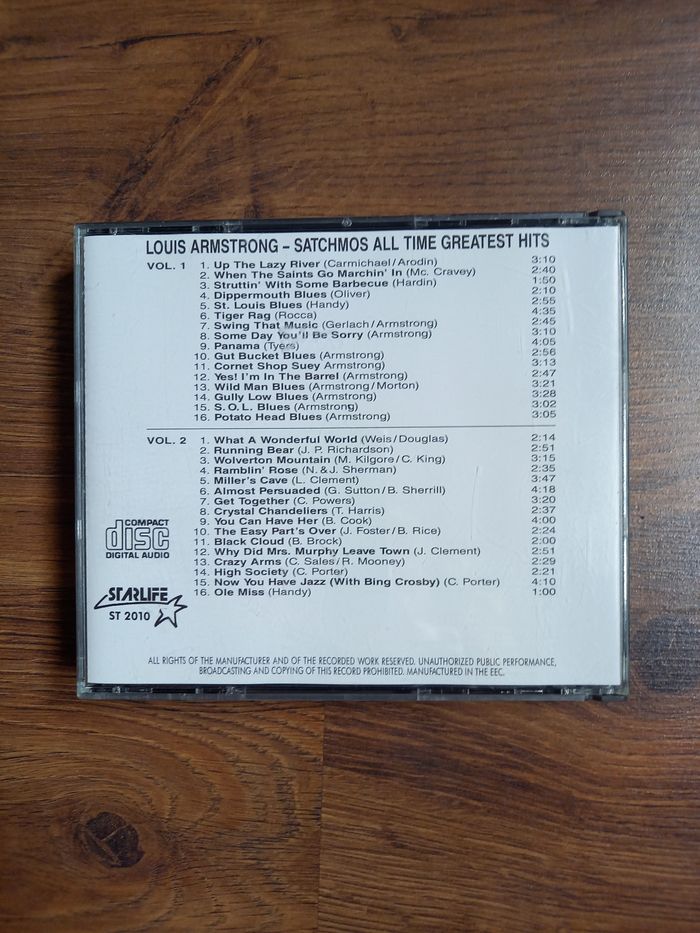 LOUIS ARMSTRONG – SATCHMOS ALL TIME GREATEST HITS
VOL. 1 1. Up The Lazy River (Carmichael/Arodin) 3:10
2. When The Saints Go Marchin' In (Mc. Cravey) 2:40
3. Struttin' With Some Barbecue (Hardin) 1:50
4. Dippermouth Blues (Oliver) 2:10
5. St. Louis Blues (Handy) 2:55
6. Tiger Rag (Rocca) 4:35
7. Swing That Music (Gerlach/Armstrong) 2:45
8. Some Day You'll Be Sorry (Armstrong) 3:10
9. Panama (Tyers) 4:05
10. Gut Bucket Blues (Armstrong) 2:56
11. Cornet Shop Suey Armstrong) 3:13
12. Yes! I'm In The Barrel (Armstrong) 2:47
13. Wild Man Blues (Armstrong/Morton) 3:21
14. Gully Low Blues (Armstrong) 3:28
15. S.O.L. Blues (Armstrong) 3:02
16. Potato Head Blues (Armstrong) 3:05
VOL. 2 1. What A Wonderful World (Weis/Douglas) 2:14
2. Running Bear (J. P. Richardson) 2:51
3. Wolverton Mountain (M. Kilgore/C. King) 3:15
4. Ramblin' Rose (N. & J. Sherman) 2:35
5. Miller's Cave (L. Clement) 3:47
6. Almost Persuaded (G. Sutton/B. Sherrill) 4:18
7. Get Together (C. Powers) 3:20
8. Crystal Chandeliers (T. Harris) 2:37
9. You Can Have Her (B. Cook) 4:00
10. The Easy Part's Over (J. Foster/B. Rice) 2:24
11. Black Cloud (B. Brock) 2:00
12. Why Did Mrs. Murphy Leave Town (J. Clement) 2:51
13. Crazy Arms (C. Sales/R. Mooney) 2:29
14. High Society (C. Porter) 2:21
15. Now You Have Jazz (With Bing Crosby) (C. Porter) 4:10
16. Ole Miss (Handy) 1:00
COMPACT
disc
DIGITAL AUDIO
STARLIFE
ST 2010
ALL RIGHTS OF THE MANUFACTURER AND OF THE RECORDED WORK RESERVED. UNAUTHORIZED PUBLIC PERFORMANCE,
BROADCASTING AND COPYING OF THIS RECORD PROHIBITED. MANUFACTURED IN THE EEC.